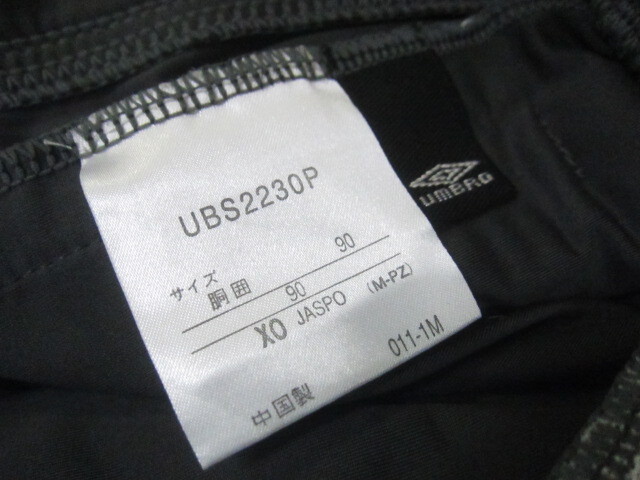 UBS2230P
サイズ 90
胴囲 90
XO JASPO (M-PZ)
011-1M
中国製
umbro